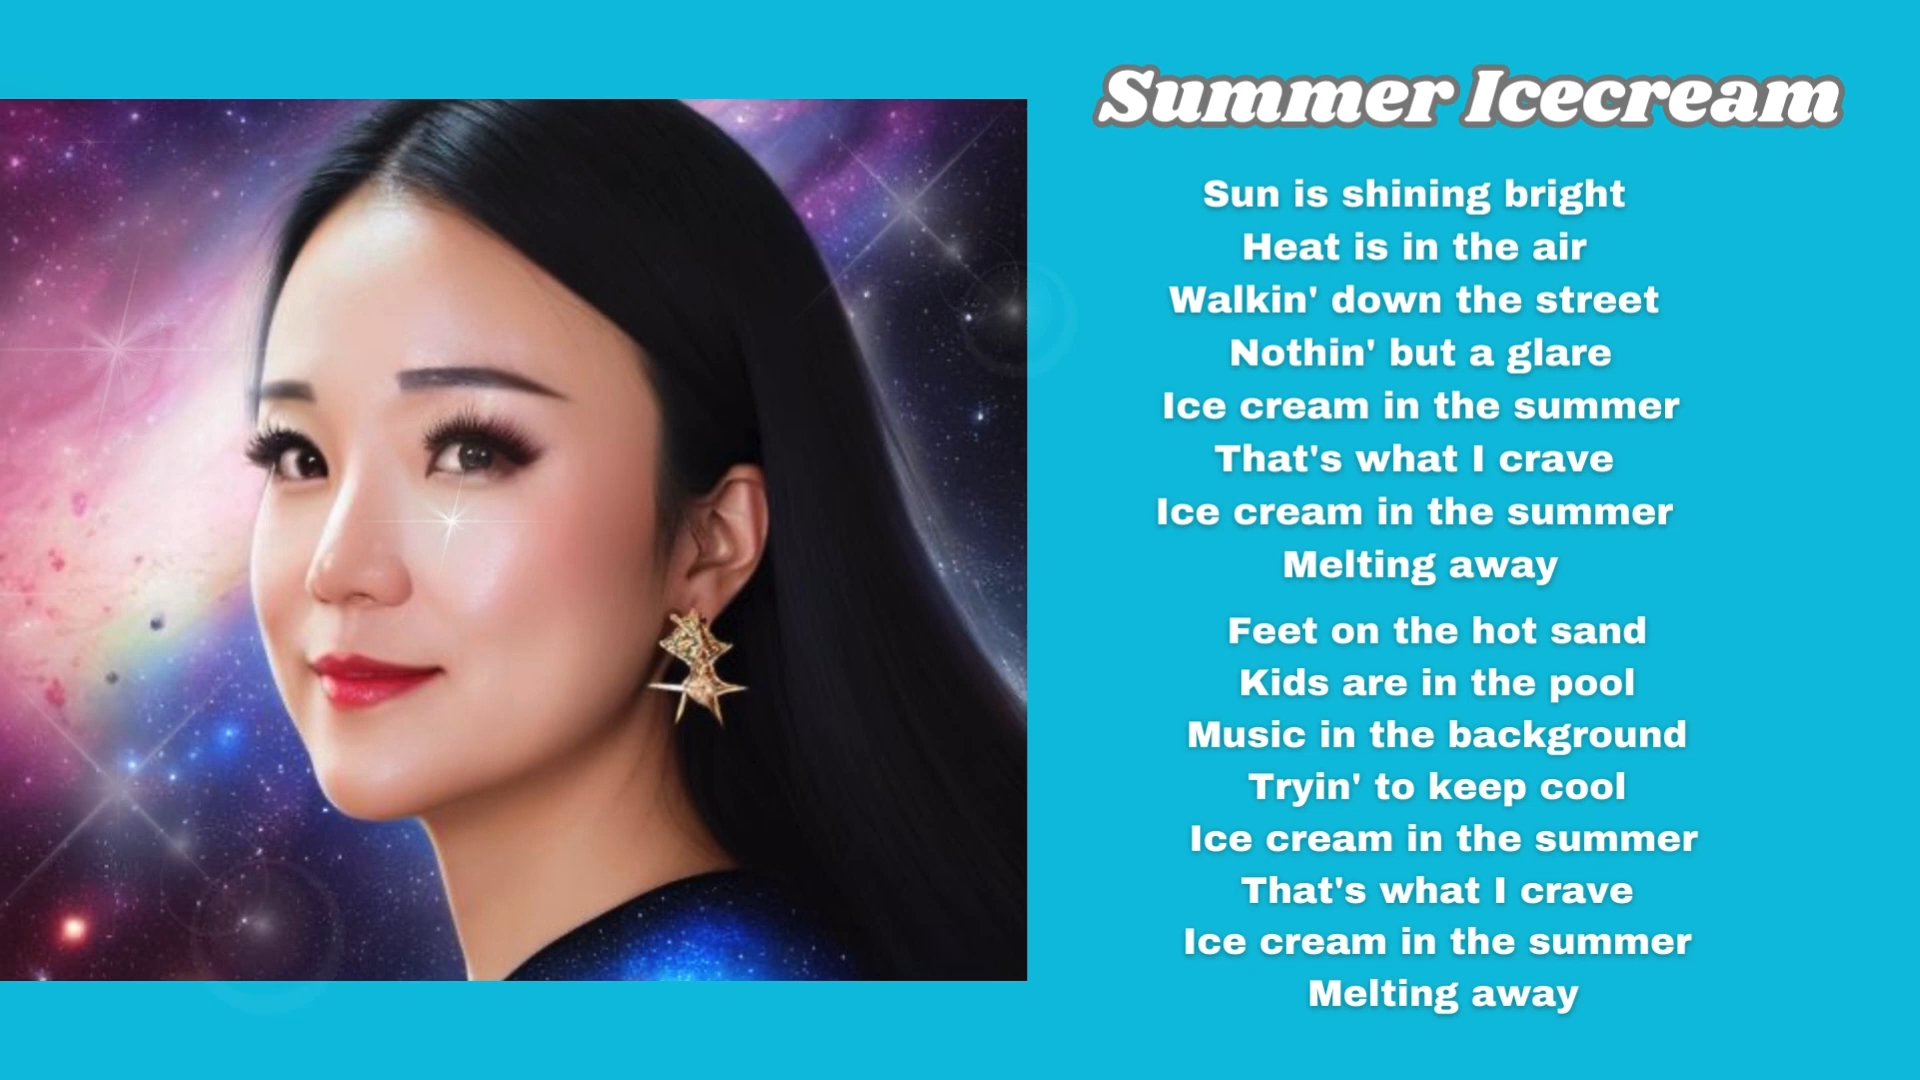 Summer Icecream
Sun is shining bright
Heat is in the air
Walkin' down the street
Nothin' but a glare
Ice cream in the summer
That's what I crave
Ice cream in the summer
Melting away
Feet on the hot sand
Kids are in the pool
Music in the background
Tryin' to keep cool
Ice cream in the summer
That's what I crave
Ice cream in the summer
Melting away